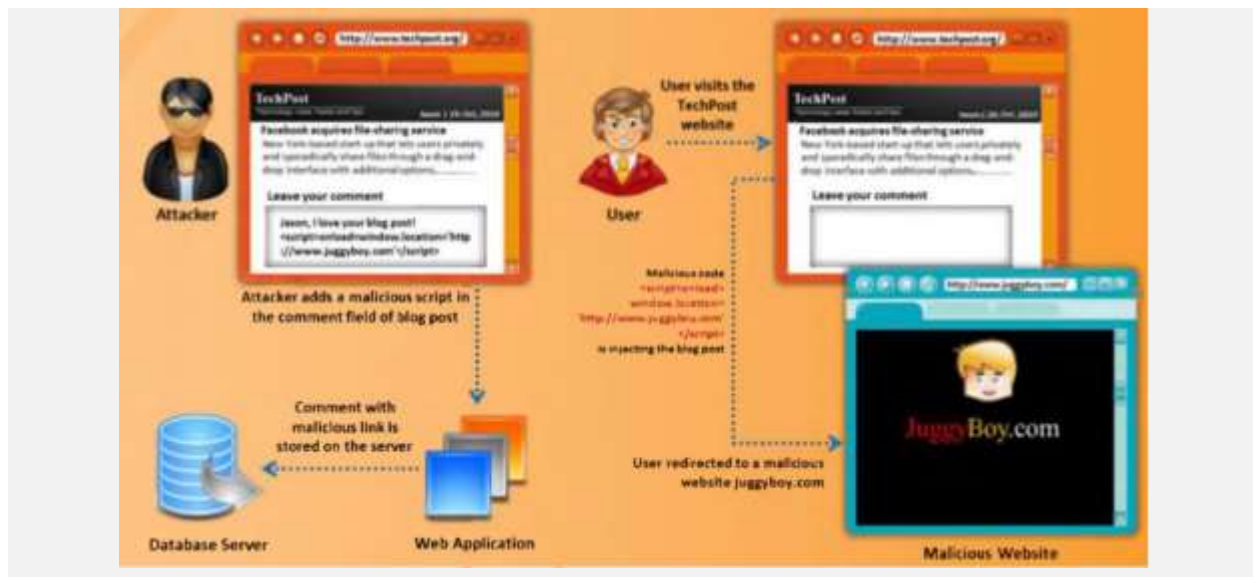 http://www.techpost.org/
TechPost
Facebook acquires file-sharing service
New York-based start-up that lets users privately
and sporadically share files through a drag-and-
drop interface with additional options
Leave your comment
Jason, I love your blog post!
<script>onload=window.location='http
://www.juggyboy.com'</script>
Attacker
Attacker adds a malicious script in
the comment field of blog post
Comment with
malicious link is
stored on the server
Database Server
Web Application
User visits the
TechPost
website
User
http://www.techpost.org/
TechPost
Facebook acquires file-sharing service
New York-based start-up that lets users privately
and sporadically share files through a drag-and-
drop interface with additional options
Leave your comment
Malicious code
<script>onload=
window.location=
'http://www.juggyboy.com'
</script>
is injecting the blog post
User redirected to a malicious
website juggyboy.com
http://www.juggyboy.com/
JuggyBoy.com
Malicious Website